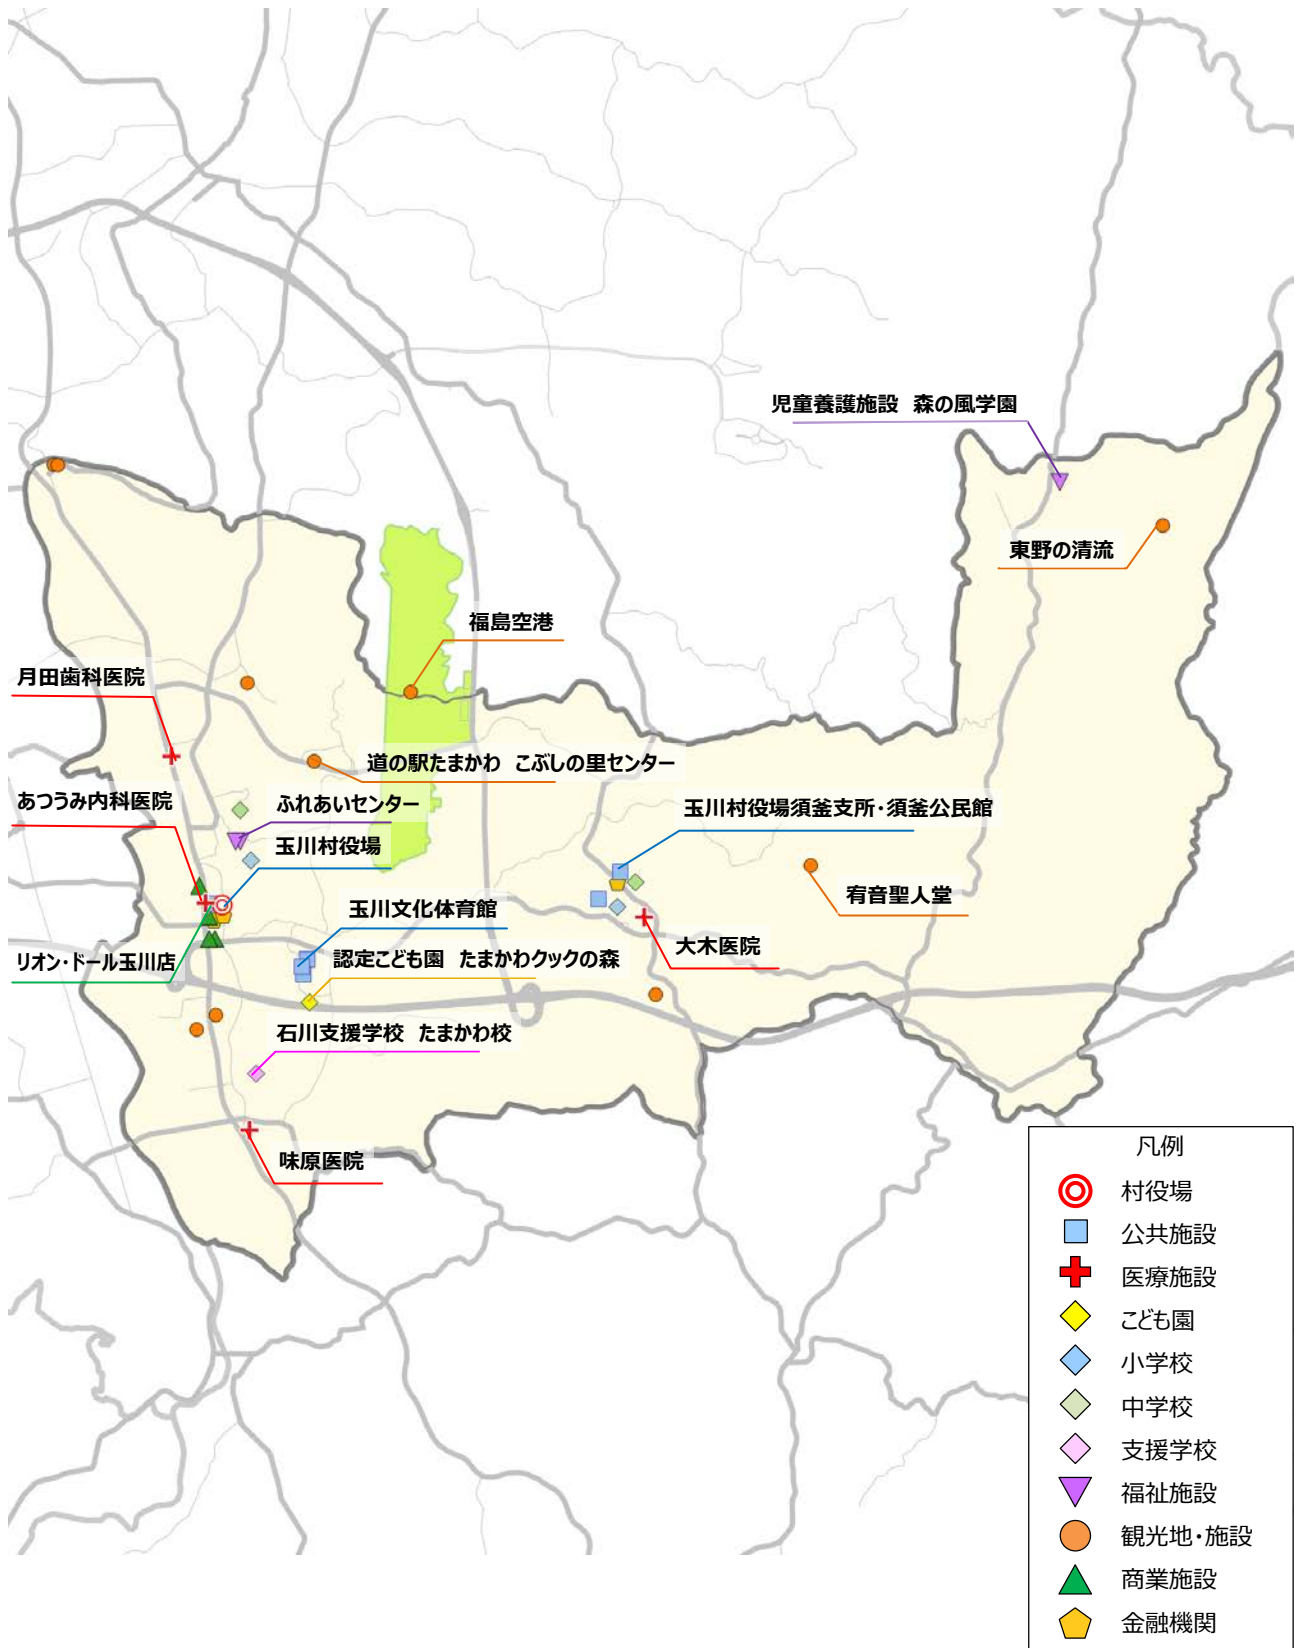 児童養護施設　森の風学園
東野の清流
福島空港
月田歯科医院
道の駅たまかわ　こぶしの里センター
あつうみ内科医院
ふれあいセンター
玉川村役場須釜支所・須釜公民館
玉川村役場
宥音聖人堂
玉川文化体育館
大木医院
リオン・ドール玉川店
認定こども園　たまかわクックの森
石川支援学校　たまかわ校
味原医院
凡例
村役場
公共施設
医療施設
こども園
小学校
中学校
支援学校
福祉施設
観光地・施設
商業施設
金融機関